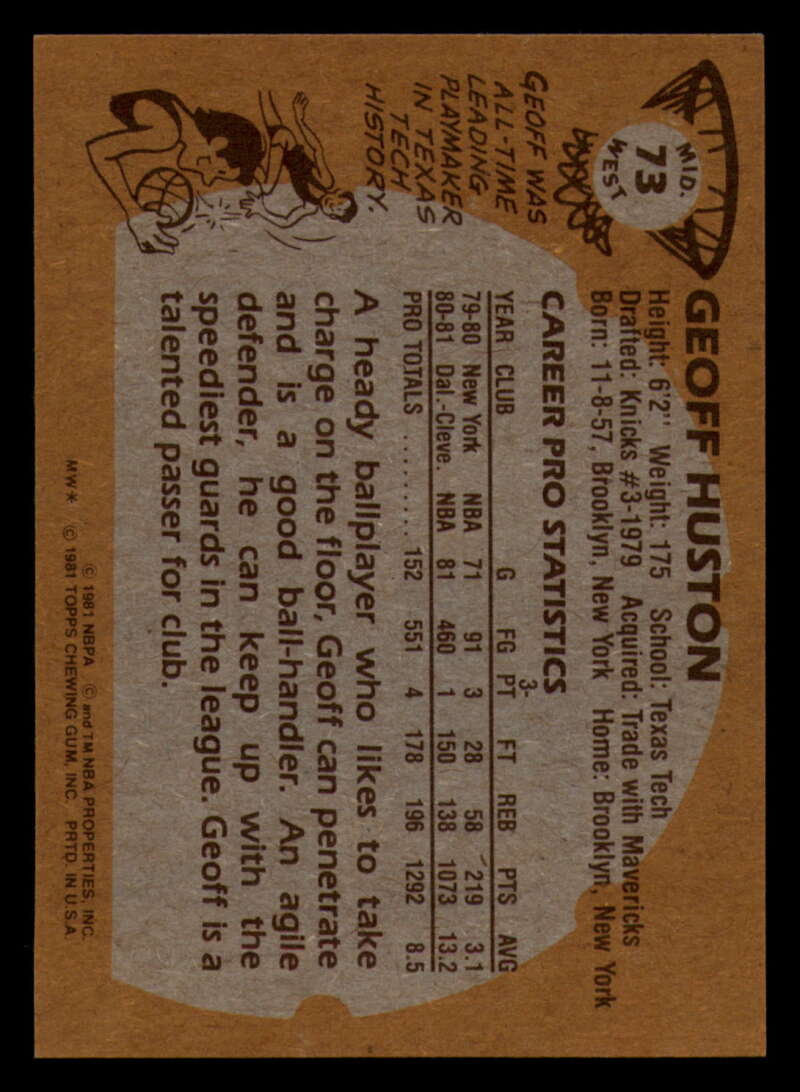 MID.
73
WEST
GEOFF HUSTON
Height: 6'2" Weight: 175 School: Texas Tech
Drafted: Knicks #3-1979 Acquired: Trade with Mavericks
Born: 11-8-57, Brooklyn, New York Home: Brooklyn, New York
GEOFF WAS
ALL-TIME
LEADING
PLAYMAKER
IN TEXAS
TECH
HISTORY.
CAREER PRO STATISTICS
3-
YEAR CLUB G FG PT FT REB PTS AVG
79-80 New York NBA 71 91 3 28 58 219 3.1
80-81 Dal.-Cleve. NBA 81 460 1 150 138 1073 13.2
PRO TOTALS ......... 152 551 4 178 196 1292 8.5
A heady ballplayer who likes to take
charge on the floor, Geoff can penetrate
and is a good ball-handler. An agile
defender, he can keep up with the
speediest guards in the league. Geoff is a
talented passer for club.
© 1981 NBPA © and TM NBA PROPERTIES, INC.
MW* © 1981 TOPPS CHEWING GUM, INC. PRTD. IN U.S.A.